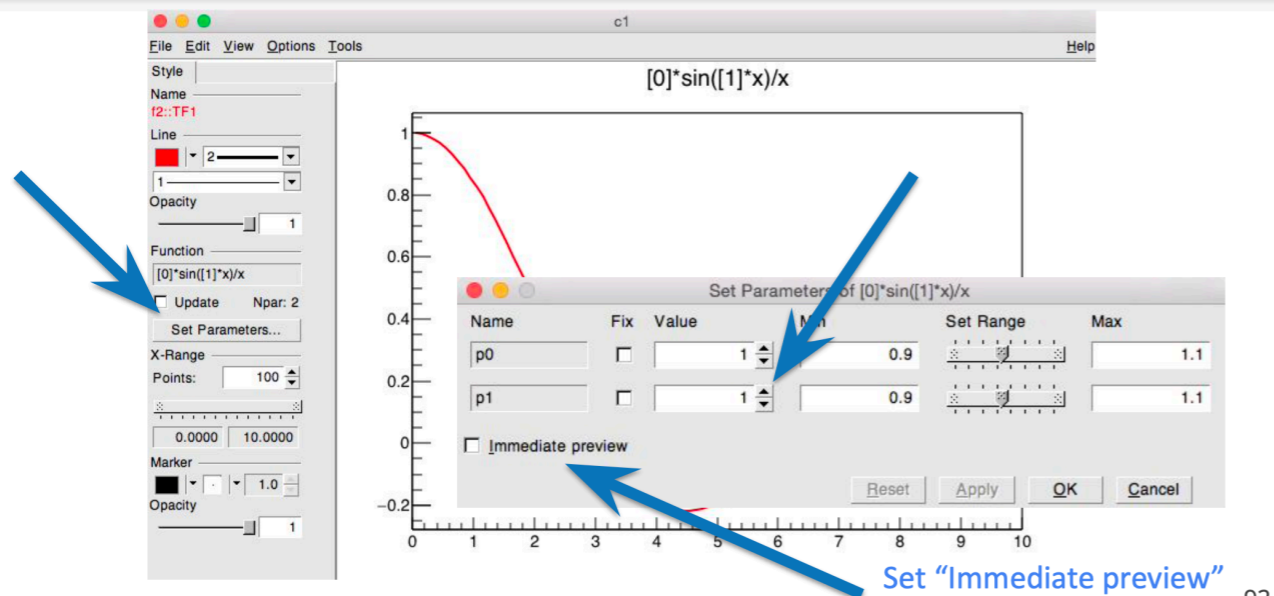 c1
File Edit View Options Tools Help
Style
Name
f2::TF1
Line
2
1
Opacity
1
Function
[0]*sin([1]*x)/x
Update Npar: 2
Set Parameters...
X-Range
Points: 100
0.0000 10.0000
Marker
1.0
Opacity
1
[0]*sin([1]*x)/x
1
0.8
0.6
0.4
0.2
0
−0.2
0 1 2 3 4 5 6 7 8 9 10
Set Parameters of [0]*sin([1]*x)/x
Name Fix Value Min Set Range Max
p0 1 0.9 1.1
p1 1 0.9 1.1
Immediate preview
Reset Apply OK Cancel
Set “Immediate preview”